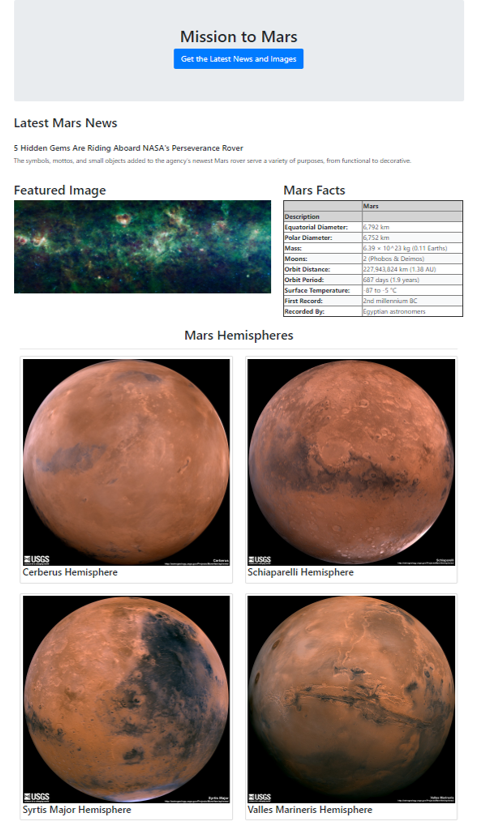 Mission to Mars
Get the Latest News and Images
Latest Mars News
5 Hidden Gems Are Riding Aboard NASA's Perseverance Rover
The symbols, mottos, and small objects added to the agency's newest Mars rover serve a variety of purposes, from functional to decorative.
Featured Image
Mars Facts
Mars
Description
Equatorial Diameter: 6,792 km
Polar Diameter: 6,752 km
Mass: 6.39 × 10^23 kg (0.11 Earths)
Moons: 2 (Phobos & Deimos)
Orbit Distance: 227,943,824 km (1.38 AU)
Orbit Period: 687 days (1.9 years)
Surface Temperature: -87 to -5 °C
First Record: 2nd millennium BC
Recorded By: Egyptian astronomers
Mars Hemispheres
USGS Cerberus
Cerberus Hemisphere
USGS Schiaparelli
Schiaparelli Hemisphere
USGS Syrtis Major
Syrtis Major Hemisphere
USGS Valles Marineris
Valles Marineris Hemisphere